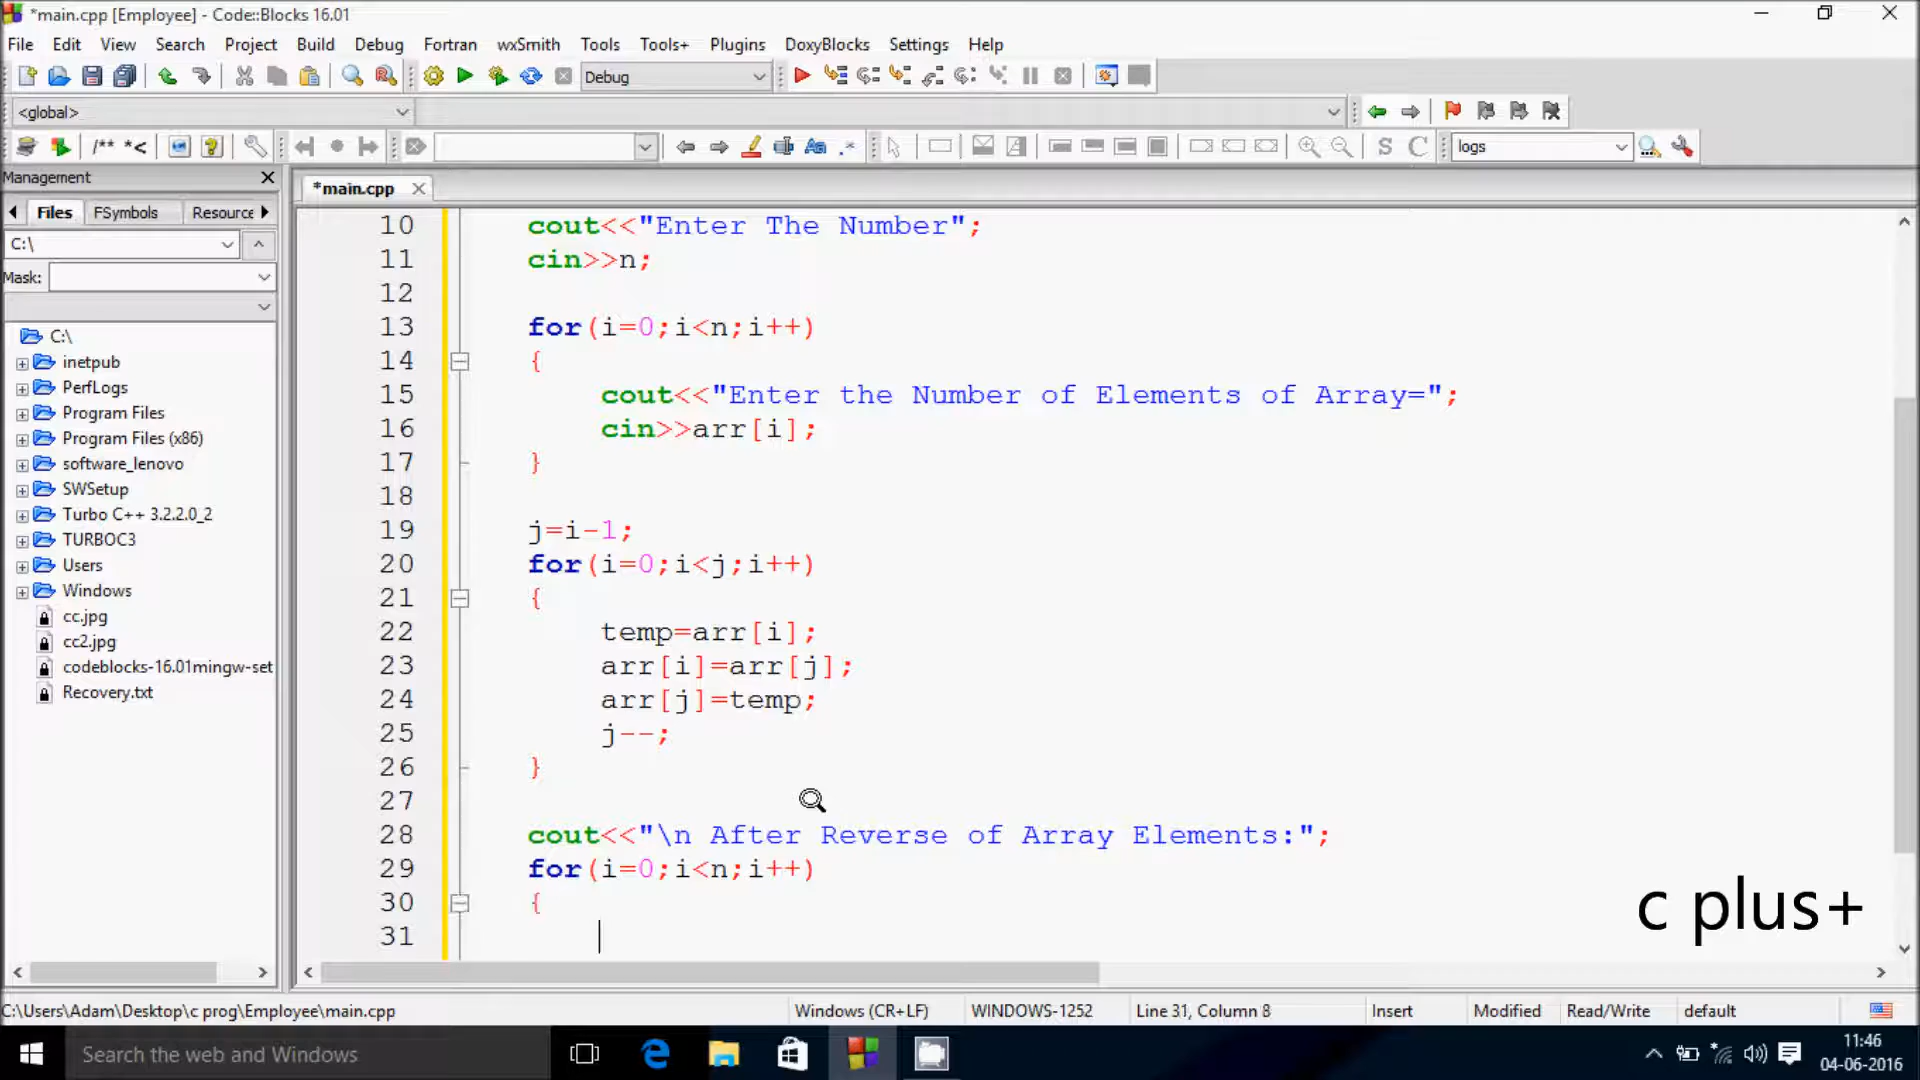 *main.cpp [Employee] - Code::Blocks 16.01
File Edit View Search Project Build Debug Fortran wxSmith Tools Tools+ Plugins DoxyBlocks Settings Help
Debug
<global>
/** *< Aa .* S C logs
Management
Files FSymbols Resource
*main.cpp
C:\
Mask:
C:\
inetpub
PerfLogs
Program Files
Program Files (x86)
software_lenovo
SWSetup
Turbo C++ 3.2.2.0_2
TURBOC3
Users
Windows
cc.jpg
cc2.jpg
codeblocks-16.01mingw-set
Recovery.txt
10 cout<<"Enter The Number";
11 cin>>n;
12
13 for(i=0;i<n;i++)
14 {
15 cout<<"Enter the Number of Elements of Array=";
16 cin>>arr[i];
17 }
18
19 j=i-1;
20 for(i=0;i<j;i++)
21 {
22 temp=arr[i];
23 arr[i]=arr[j];
24 arr[j]=temp;
25 j--;
26 }
27
28 cout<<"\n After Reverse of Array Elements:";
29 for(i=0;i<n;i++)
30 {
31
c plus+
C:\Users\Adam\Desktop\c prog\Employee\main.cpp Windows (CR+LF) WINDOWS-1252 Line 31, Column 8 Insert Modified Read/Write default
Search the web and Windows
11:46
04-06-2016